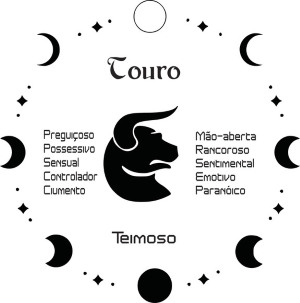 Touro
Preguiçoso
Possessivo
Sensual
Controlador
Ciumento
Mão-aberta
Rancoroso
Sentimental
Emotivo
Paranóico
Teimoso